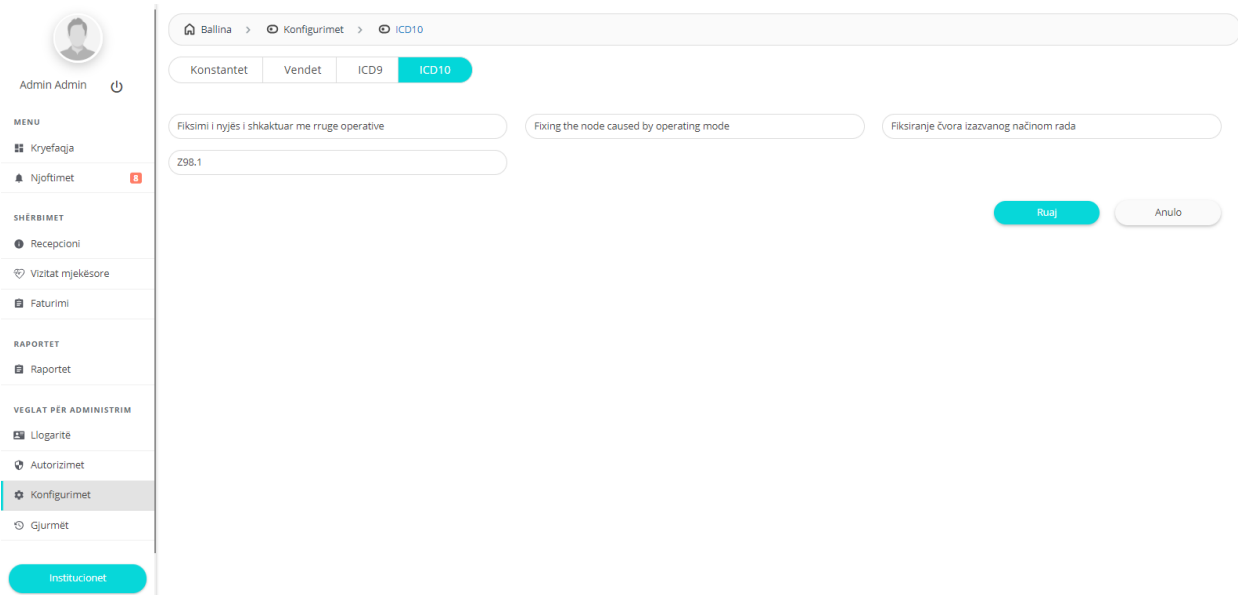 Admin Admin
MENU
Kryefaqja
Njoftimet 8
SHËRBIMET
Recepcioni
Vizitat mjekësore
Faturimi
RAPORTET
Raportet
VEGLAT PËR ADMINISTRIM
Llogaritë
Autorizimet
Konfigurimet
Gjurmët
Institucionet
Ballina > Konfigurimet > ICD10
Konstantet Vendet ICD9 ICD10
Fiksimi i nyjës i shkaktuar me rruge operative Fixing the node caused by operating mode Fiksiranje čvora izazvanog načinom rada
Z98.1
Ruaj Anulo